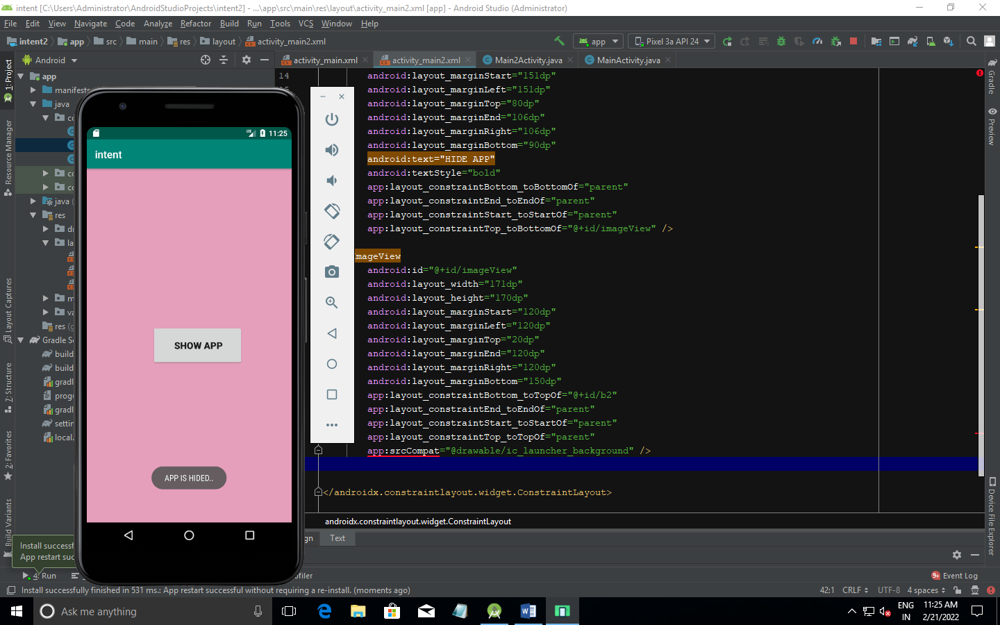 intent [C:\Users\Administrator\AndroidStudioProjects\intent2] - ...\app\src\main\res\layout\activity_main2.xml [app] - Android Studio (Administrator)
File Edit View Navigate Code Analyze Refactor Build Run Tools VCS Window Help
intent2 app src main res layout activity_main2.xml app Pixel 3a API 24
Android activity_main.xml activity_main2.xml Main2Activity.java MainActivity.java
1: Project
Resource Manager
Layout Captures
7: Structure
2: Favorites
Build Variants
app
manifests
java
java
res
res
Gradle
build
build
gradl
gradl
settin
local.
11:25
intent
SHOW APP
APP IS HIDED..
14
android:layout_marginStart="151dp"
android:layout_marginLeft="151dp"
android:layout_marginTop="80dp"
android:layout_marginEnd="106dp"
android:layout_marginRight="106dp"
android:layout_marginBottom="90dp"
android:text="HIDE APP"
android:textStyle="bold"
app:layout_constraintBottom_toBottomOf="parent"
app:layout_constraintEnd_toEndOf="parent"
app:layout_constraintStart_toStartOf="parent"
app:layout_constraintTop_toBottomOf="@+id/imageView" />
mageView
android:id="@+id/imageView"
android:layout_width="171dp"
android:layout_height="170dp"
android:layout_marginStart="120dp"
android:layout_marginLeft="120dp"
android:layout_marginTop="20dp"
android:layout_marginEnd="120dp"
android:layout_marginRight="120dp"
android:layout_marginBottom="150dp"
app:layout_constraintBottom_toTopOf="@+id/b2"
app:layout_constraintEnd_toEndOf="parent"
app:layout_constraintStart_toStartOf="parent"
app:layout_constraintTop_toTopOf="parent"
app:srcCompat="@drawable/ic_launcher_background" />
</androidx.constraintlayout.widget.ConstraintLayout>
androidx.constraintlayout.widget.ConstraintLayout
gn Text
Gradle
Preview
Device File Explorer
Install successf
App restart suc
4: Run ofiler 9+ Event Log
Install successfully finished in 531 ms.: App restart successful without requiring a re-install. (moments ago) 42:1 CRLF UTF-8 4 spaces
Ask me anything
ENG
IN
11:25 AM
2/21/2022